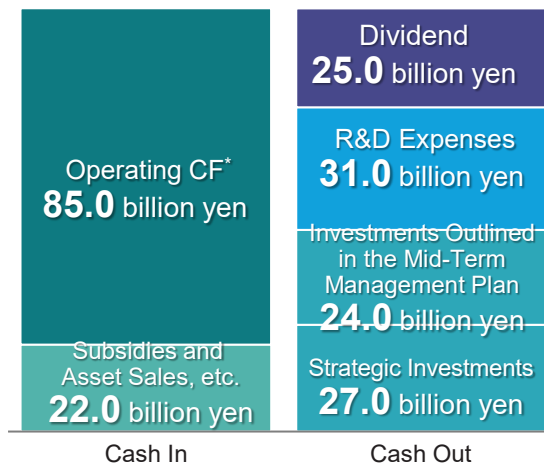 Operating CF*
85.0 billion yen
Subsidies and
Asset Sales, etc.
22.0 billion yen
Cash In
Dividend
25.0 billion yen
R&D Expenses
31.0 billion yen
Investments Outlined
in the Mid-Term
Management Plan
24.0 billion yen
Strategic Investments
27.0 billion yen
Cash Out